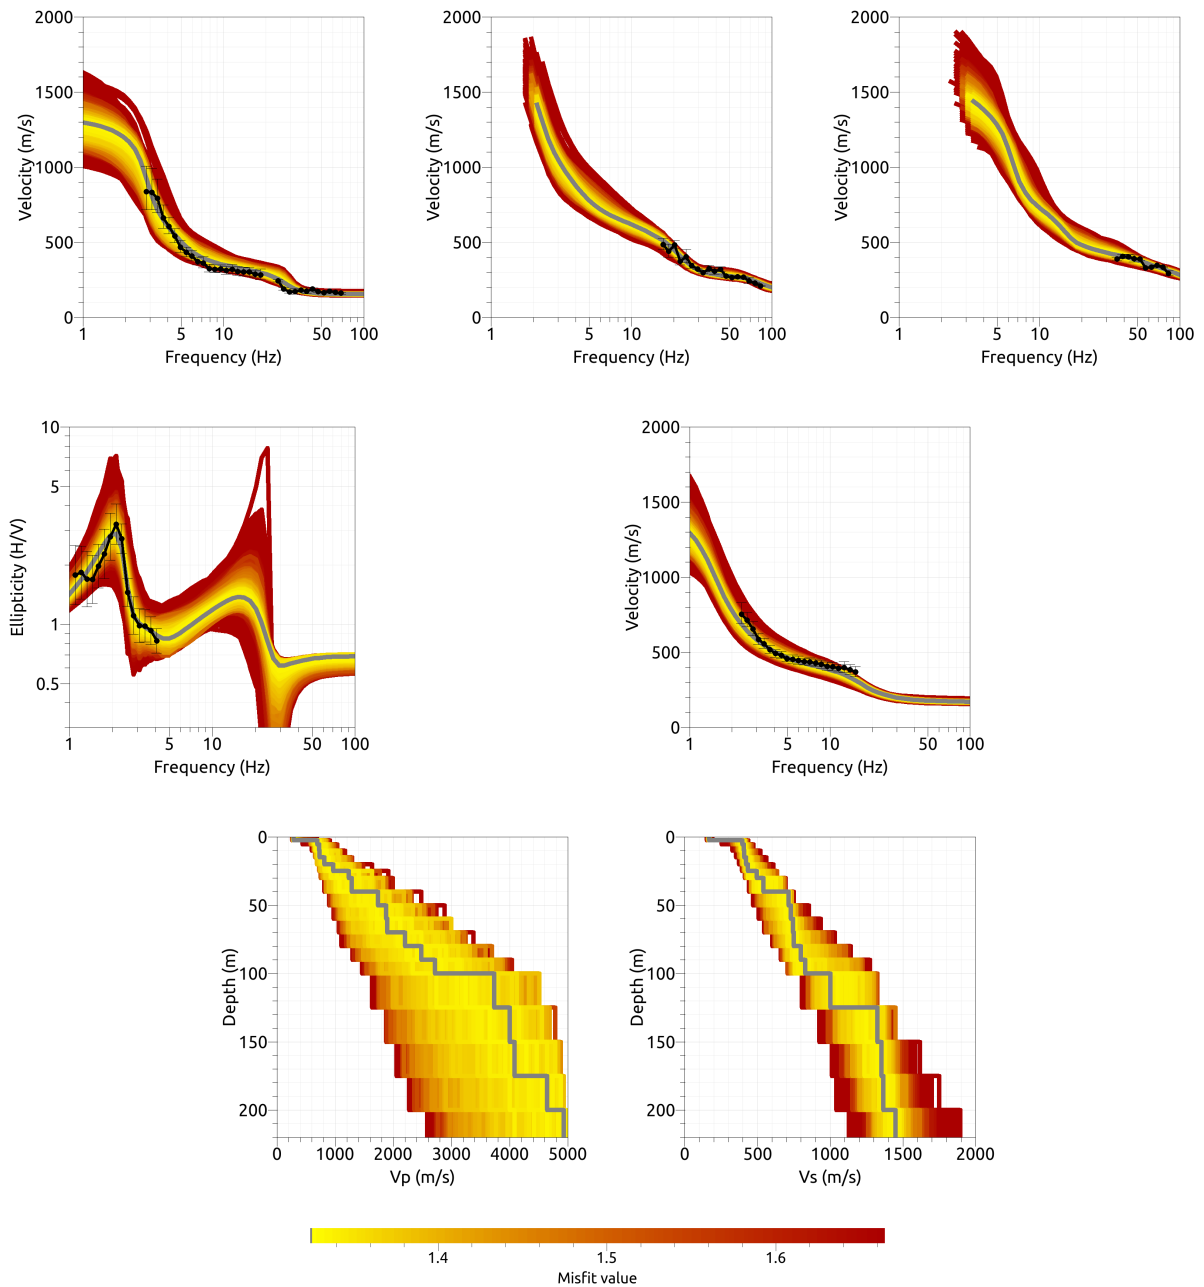 2000 2000 2000
1500 1500 1500
1000 1000 1000
500 500 500
0 0 0
Velocity (m/s) Velocity (m/s) Velocity (m/s)
1 5 10 50 100 1 5 10 50 100 1 5 10 50 100
Frequency (Hz) Frequency (Hz) Frequency (Hz)
10 2000
5 1500
1 1000
0.5 500
0
Ellipticity (H/V) Velocity (m/s)
1 5 10 50 100 1 5 10 50 100
Frequency (Hz) Frequency (Hz)
0 0
50 50
100 100
150 150
200 200
Depth (m) Depth (m)
0 1000 2000 3000 4000 5000 0 500 1000 1500 2000
Vp (m/s) Vs (m/s)
1.4 1.5 1.6
Misfit value